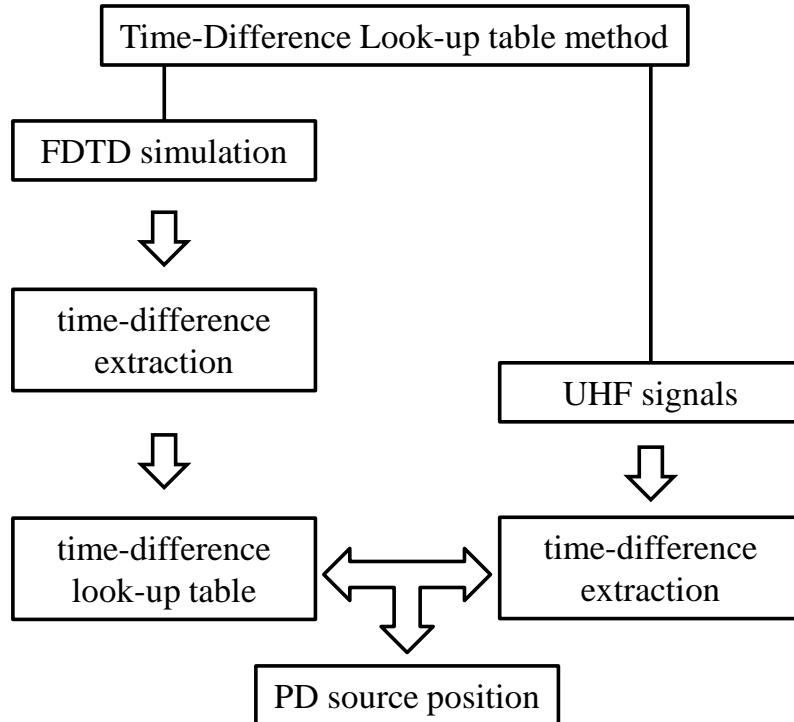 Time-Difference Look-up table method
FDTD simulation
time-difference
extraction
UHF signals
time-difference
look-up table
time-difference
extraction
PD source position